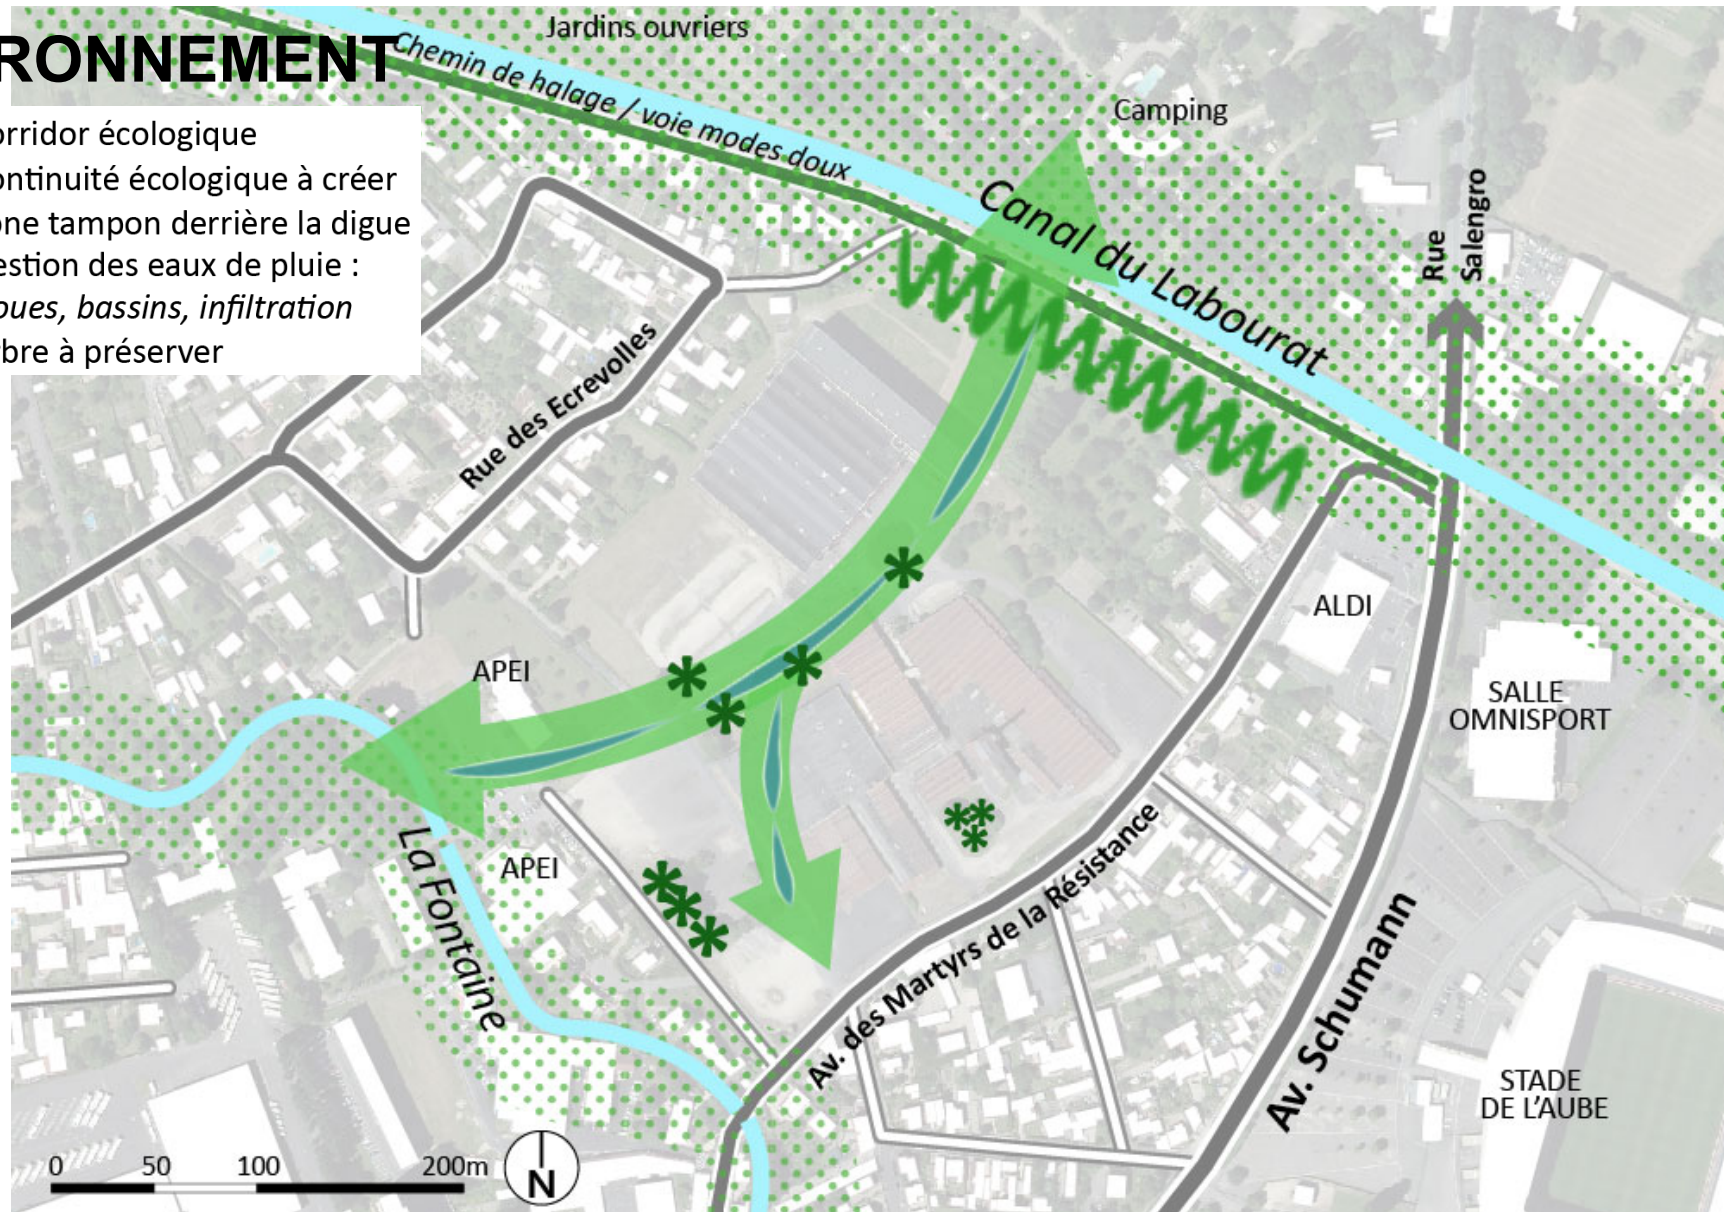 RONNEMENT
orridor écologique
ontinuité écologique à créer
one tampon derrière la digue
estion des eaux de pluie :
oues, bassins, infiltration
bre à préserver
Jardins ouvriers
Chemin de halage / voie modes doux
Camping
Canal du Labourat
Rue
Salengro
Rue des Ecrevolles
ALDI
APEI
SALLE
OMNISPORT
APEI
La Fontaine
Av. des Martyrs de la Résistance
Av. Schumann
STADE
DE L'AUBE
0 50 100 200m
N